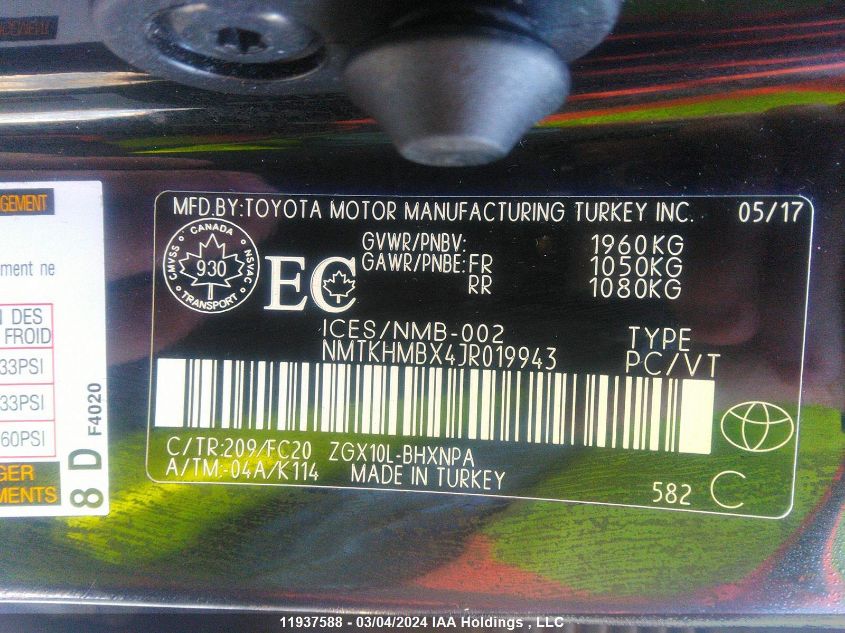 GEMENT
ement ne
N DES
FROID
33PSI
33PSI
60PSI
GER
MENTS
8 D F4020
MFD.BY:TOYOTA MOTOR MANUFACTURING TURKEY INC. 05/17
CANADA
CMVSS 930 NSVAC
TRANSPORT
EC
GVWR/PNBV: 1960KG
GAWR/PNBE:FR 1050KG
RR 1080KG
ICES/NMB-002 TYPE
NMTKHMBX4JR019943 PC/VT
C/TR:209/FC20 ZGX10L-BHXNPA
A/TM:-04A/K114 MADE IN TURKEY
582 C
11937588 - 03/04/2024 IAA Holdings , LLC